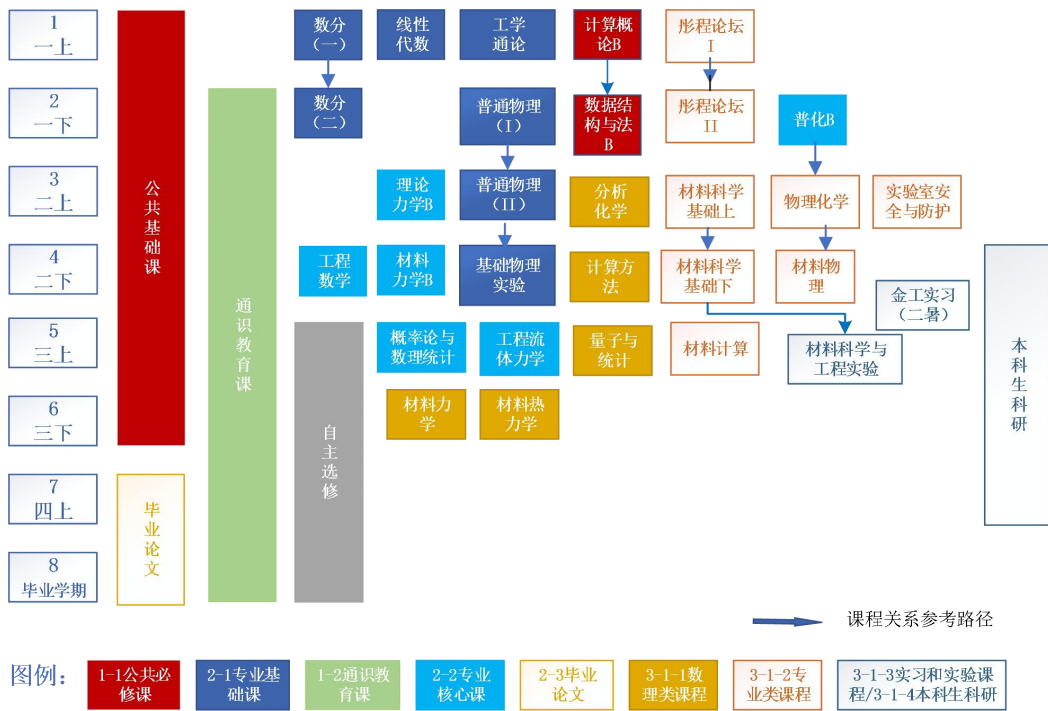 1
一上
数分
（一）
线性
代数
工学
通论
计算概
论B
彤程论坛
I
2
一下
数分
（二）
普通物理
（I）
数据结
构与法
B
彤程论坛
II
普化B
3
二上
理论
力学B
普通物理
（II）
分析
化学
材料科学
基础上
物理化学
实验室安
全与防护
4
二下
工程
数学
材料
力学B
基础物理
实验
计算方
法
材料科学
基础下
材料物
理
金工实习
（二暑）
5
三上
概率论与
数理统计
工程流
体力学
量子与
统计
材料计算
材料科学与
工程实验
6
三下
材料力
学
材料热
力学
7
四上
8
毕业学期
公共基础课
毕业论文
通识教育课
自主选修
本科生科研
课程关系参考路径
图例：
1-1公共必
修课
2-1专业基
础课
1-2通识教
育课
2-2专业
核心课
2-3毕业
论文
3-1-1数
理类课程
3-1-2专
业类课程
3-1-3实习和实验课
程/3-1-4本科生科研